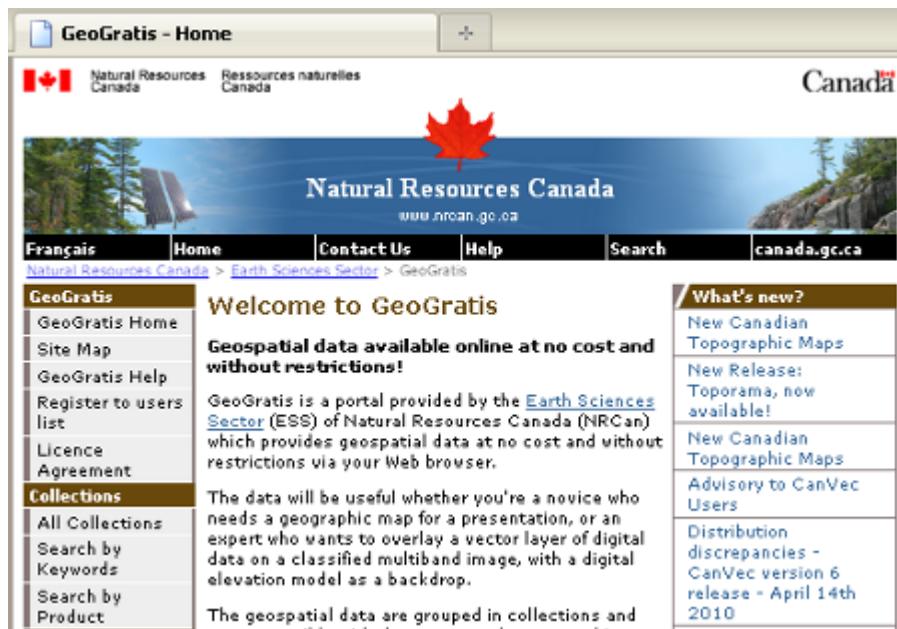 GeoGratis - Home
Natural Resources Ressources naturelles
Canada Canada
Canada
Natural Resources Canada
www.nrcan.gc.ca
Français Home Contact Us Help Search canada.gc.ca
Natural Resources Canada > Earth Sciences Sector > GeoGratis
GeoGratis
GeoGratis Home
Site Map
GeoGratis Help
Register to users
list
Licence
Agreement
Collections
All Collections
Search by
Keywords
Search by
Product
Welcome to GeoGratis
Geospatial data available online at no cost and
without restrictions!
GeoGratis is a portal provided by the Earth Sciences
Sector (ESS) of Natural Resources Canada (NRCan)
which provides geospatial data at no cost and without
restrictions via your Web browser.
The data will be useful whether you're a novice who
needs a geographic map for a presentation, or an
expert who wants to overlay a vector layer of digital
data on a classified multiband image, with a digital
elevation model as a backdrop.
The geospatial data are grouped in collections and
What's new?
New Canadian
Topographic Maps
New Release:
Toporama, now
available!
New Canadian
Topographic Maps
Advisory to CanVec
Users
Distribution
discrepancies -
CanVec version 6
release - April 14th
2010